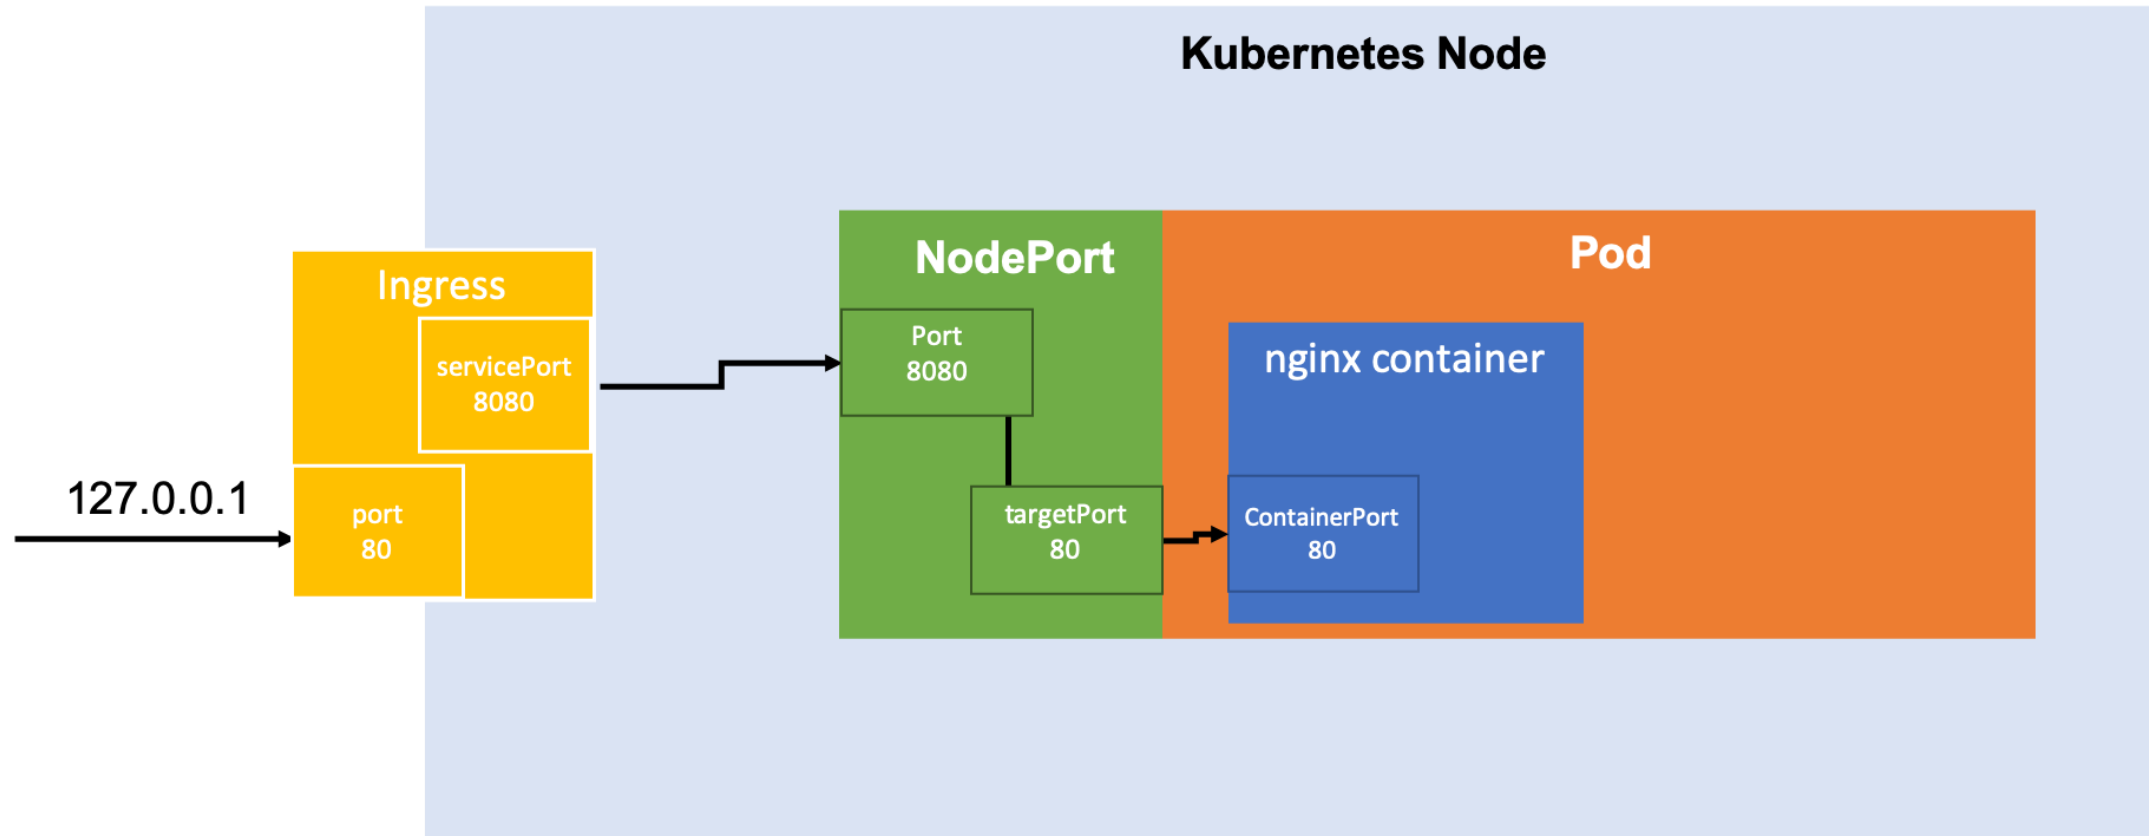 Kubernetes Node
Ingress
servicePort
8080
127.0.0.1
port
80
NodePort
Port
8080
targetPort
80
Pod
nginx container
ContainerPort
80